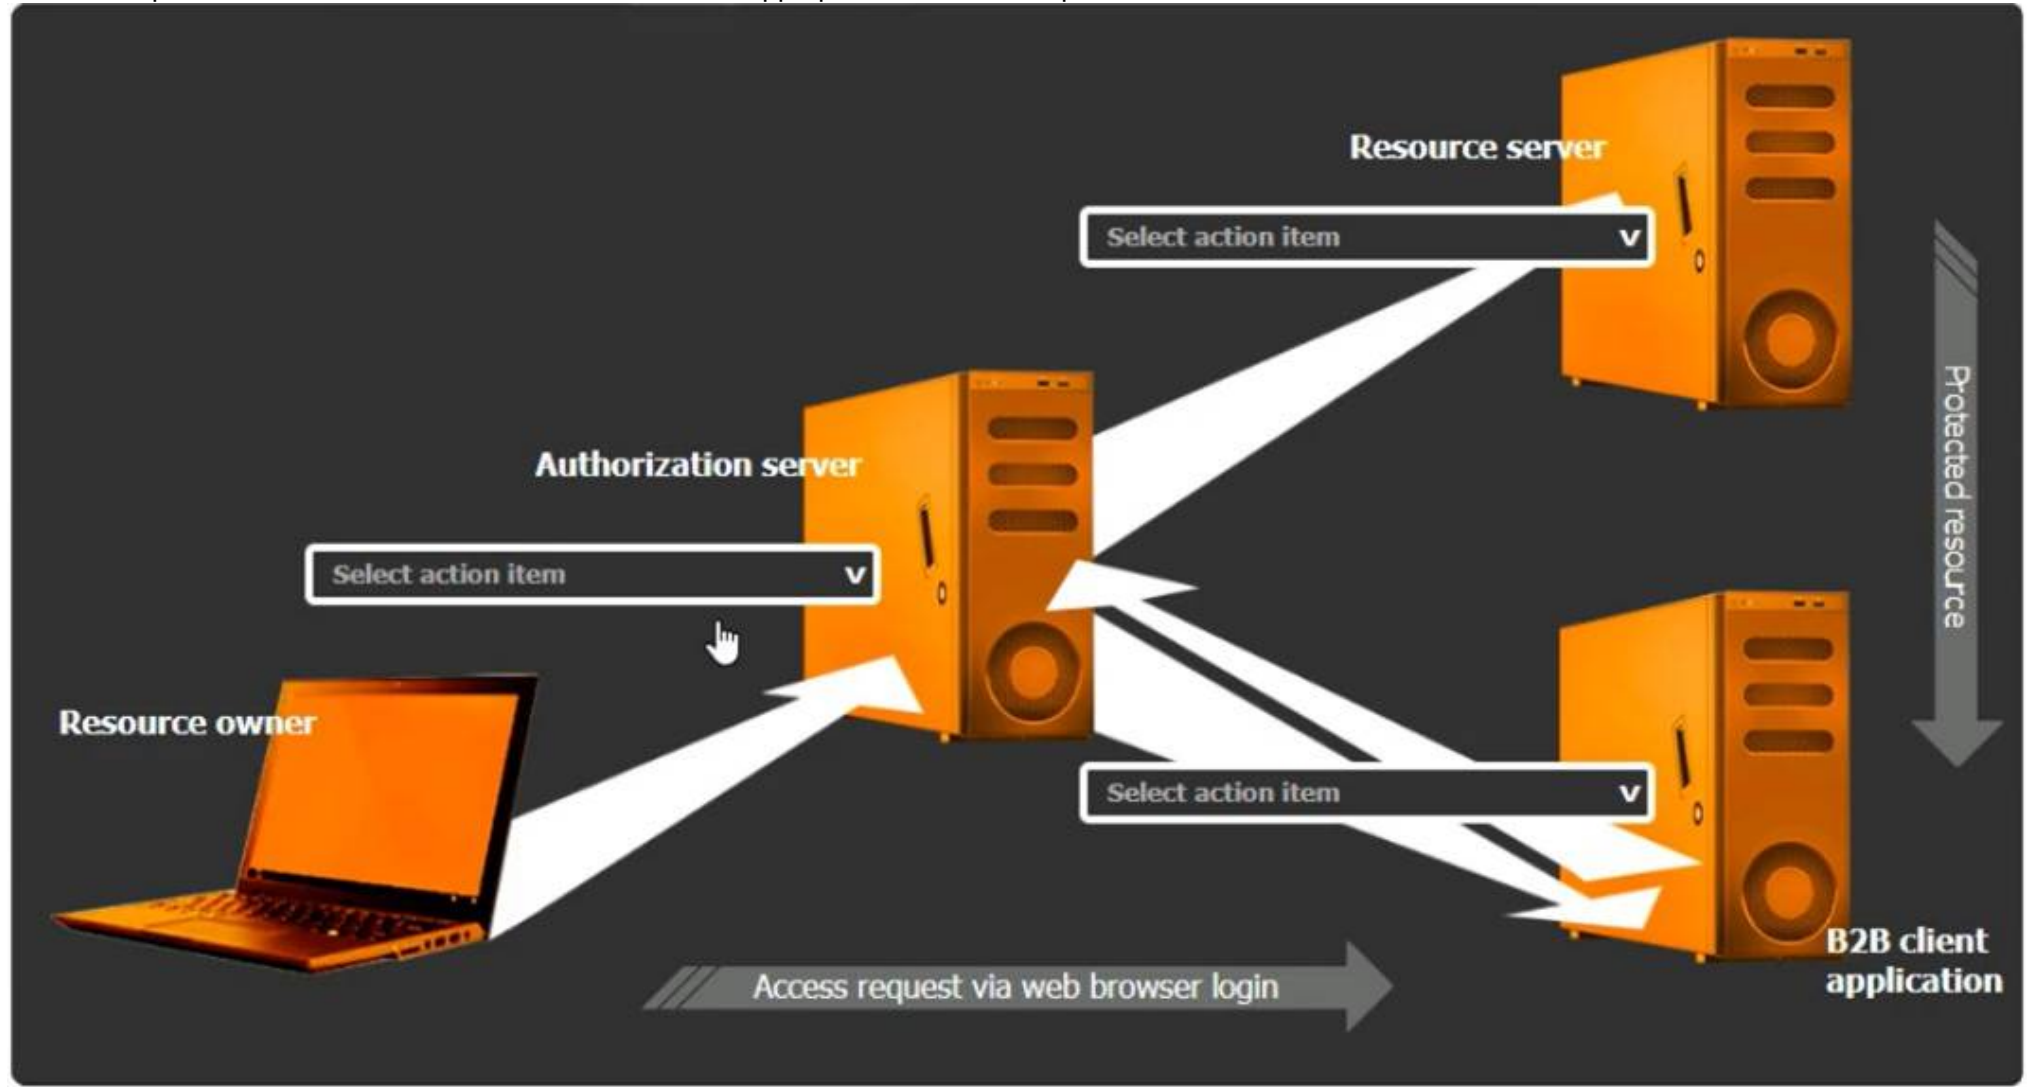 Resource server
Select action item v
Authorization server
Select action item v
Resource owner
Protected resource
Select action item v
B2B client
application
Access request via web browser login